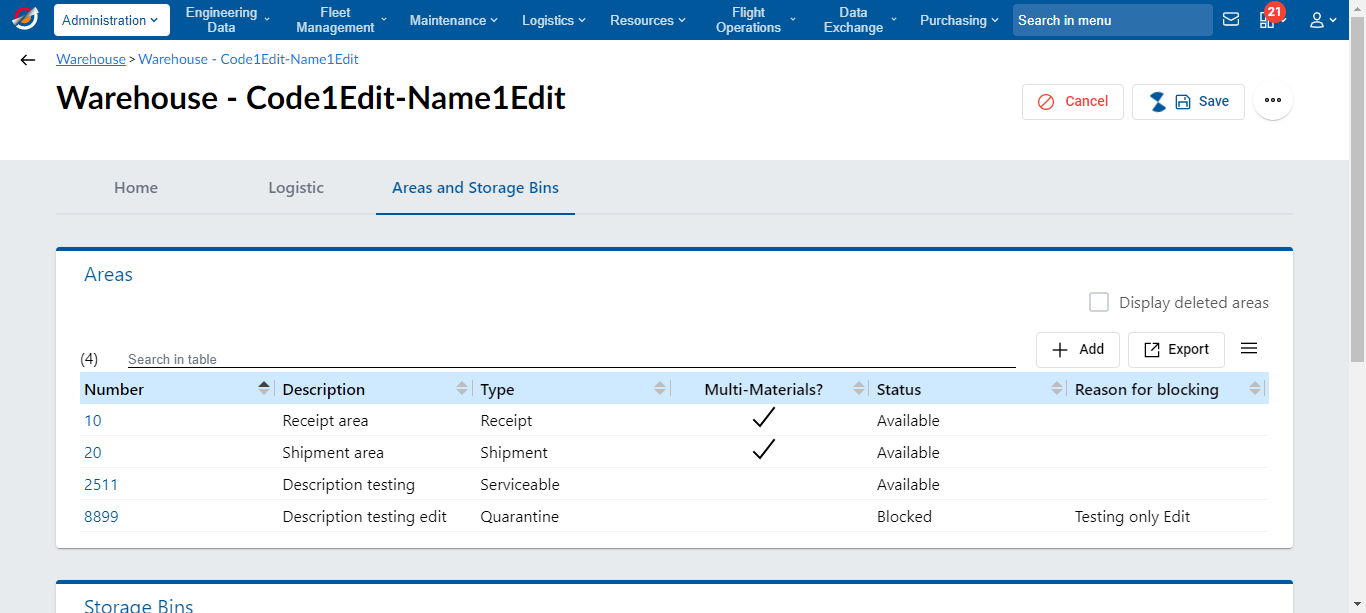 Administration
Engineering Data
Fleet Management
Maintenance
Logistics
Resources
Flight Operations
Data Exchange
Purchasing
Search in menu
21
Warehouse > Warehouse - Code1Edit-Name1Edit
Warehouse - Code1Edit-Name1Edit
Cancel
Save
Home
Logistic
Areas and Storage Bins
Areas
Display deleted areas
(4)
Search in table
Add
Export
Number Description Type Multi-Materials? Status Reason for blocking
10 Receipt area Receipt Available
20 Shipment area Shipment Available
2511 Description testing Serviceable Available
8899 Description testing edit Quarantine Blocked Testing only Edit
Storage Bins